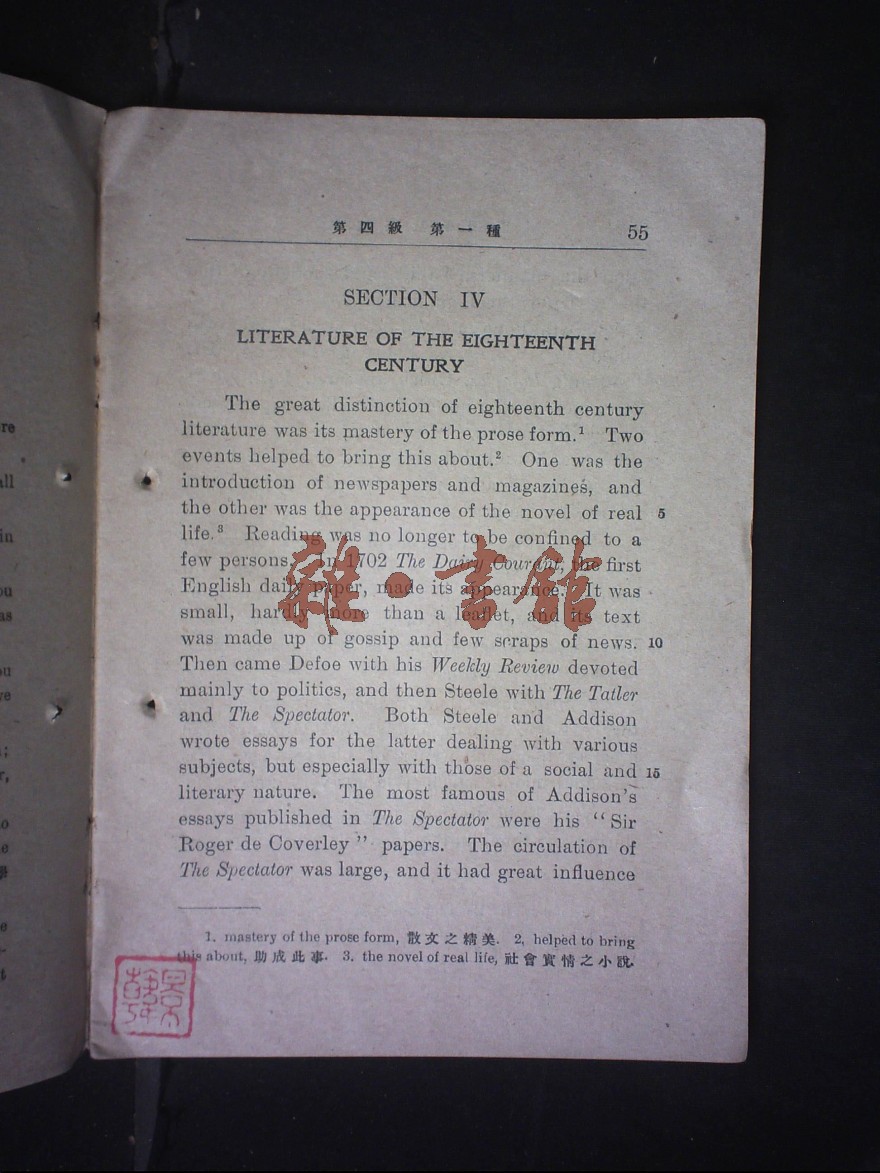 第四級 第一種 55
SECTION IV
LITERATURE OF THE EIGHTEENTH
CENTURY
The great distinction of eighteenth century
literature was its mastery of the prose form.¹ Two
events helped to bring this about.² One was the
introduction of newspapers and magazines, and
the other was the appearance of the novel of real 5
life.³ Reading was no longer to be confined to a
few persons. In 1702 The Dairy Courant, the first
English daily paper, made its appearance. It was
small, hardly more than a leaflet, and its text
was made up of gossip and few scraps of news. 10
Then came Defoe with his Weekly Review devoted
mainly to politics, and then Steele with The Tatler
and The Spectator. Both Steele and Addison
wrote essays for the latter dealing with various
subjects, but especially with those of a social and 15
literary nature. The most famous of Addison's
essays published in The Spectator were his "Sir
Roger de Coverley" papers. The circulation of
The Spectator was large, and it had great influence
1. mastery of the prose form, 散文之精美. 2, helped to bring
this about, 助成此事. 3. the novel of real life, 社會實情之小說.
雜·書館